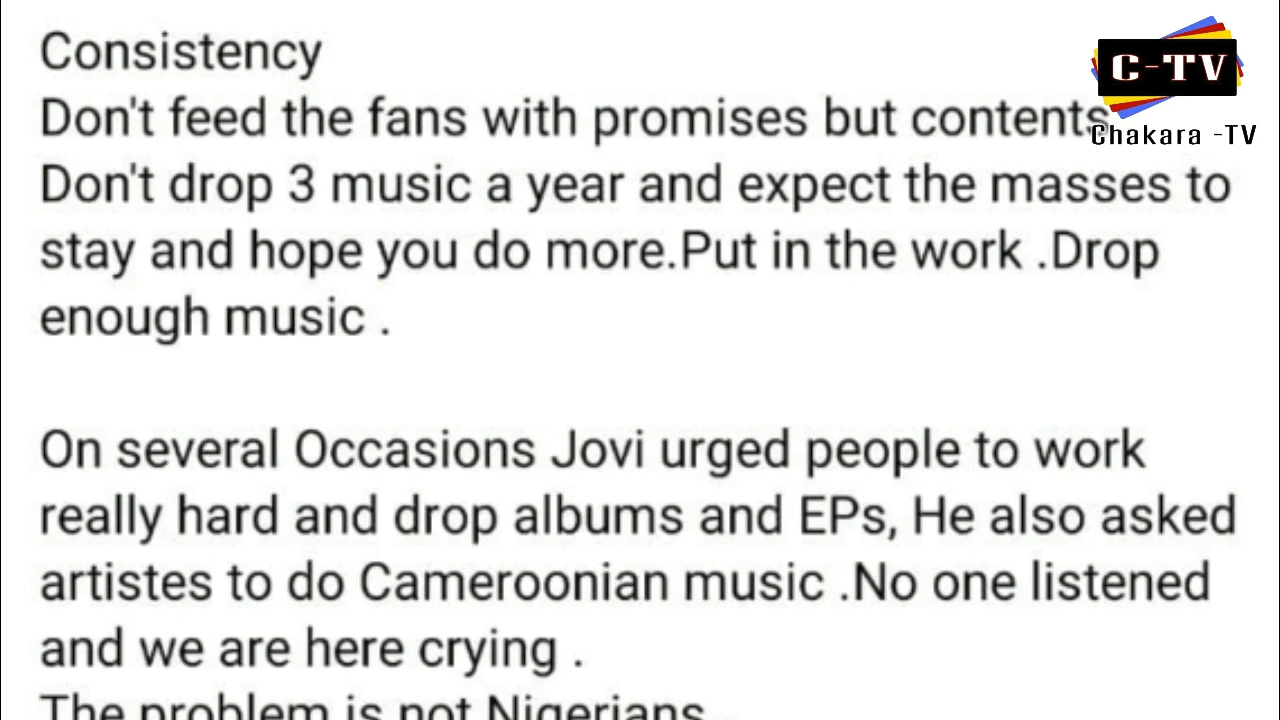 Consistency
Don't feed the fans with promises but contents
Don't drop 3 music a year and expect the masses to
stay and hope you do more.Put in the work .Drop
enough music .
On several Occasions Jovi urged people to work
really hard and drop albums and EPs, He also asked
artistes to do Cameroonian music .No one listened
and we are here crying .
The problem is not Nigerians
C-TV
Chakara -TV